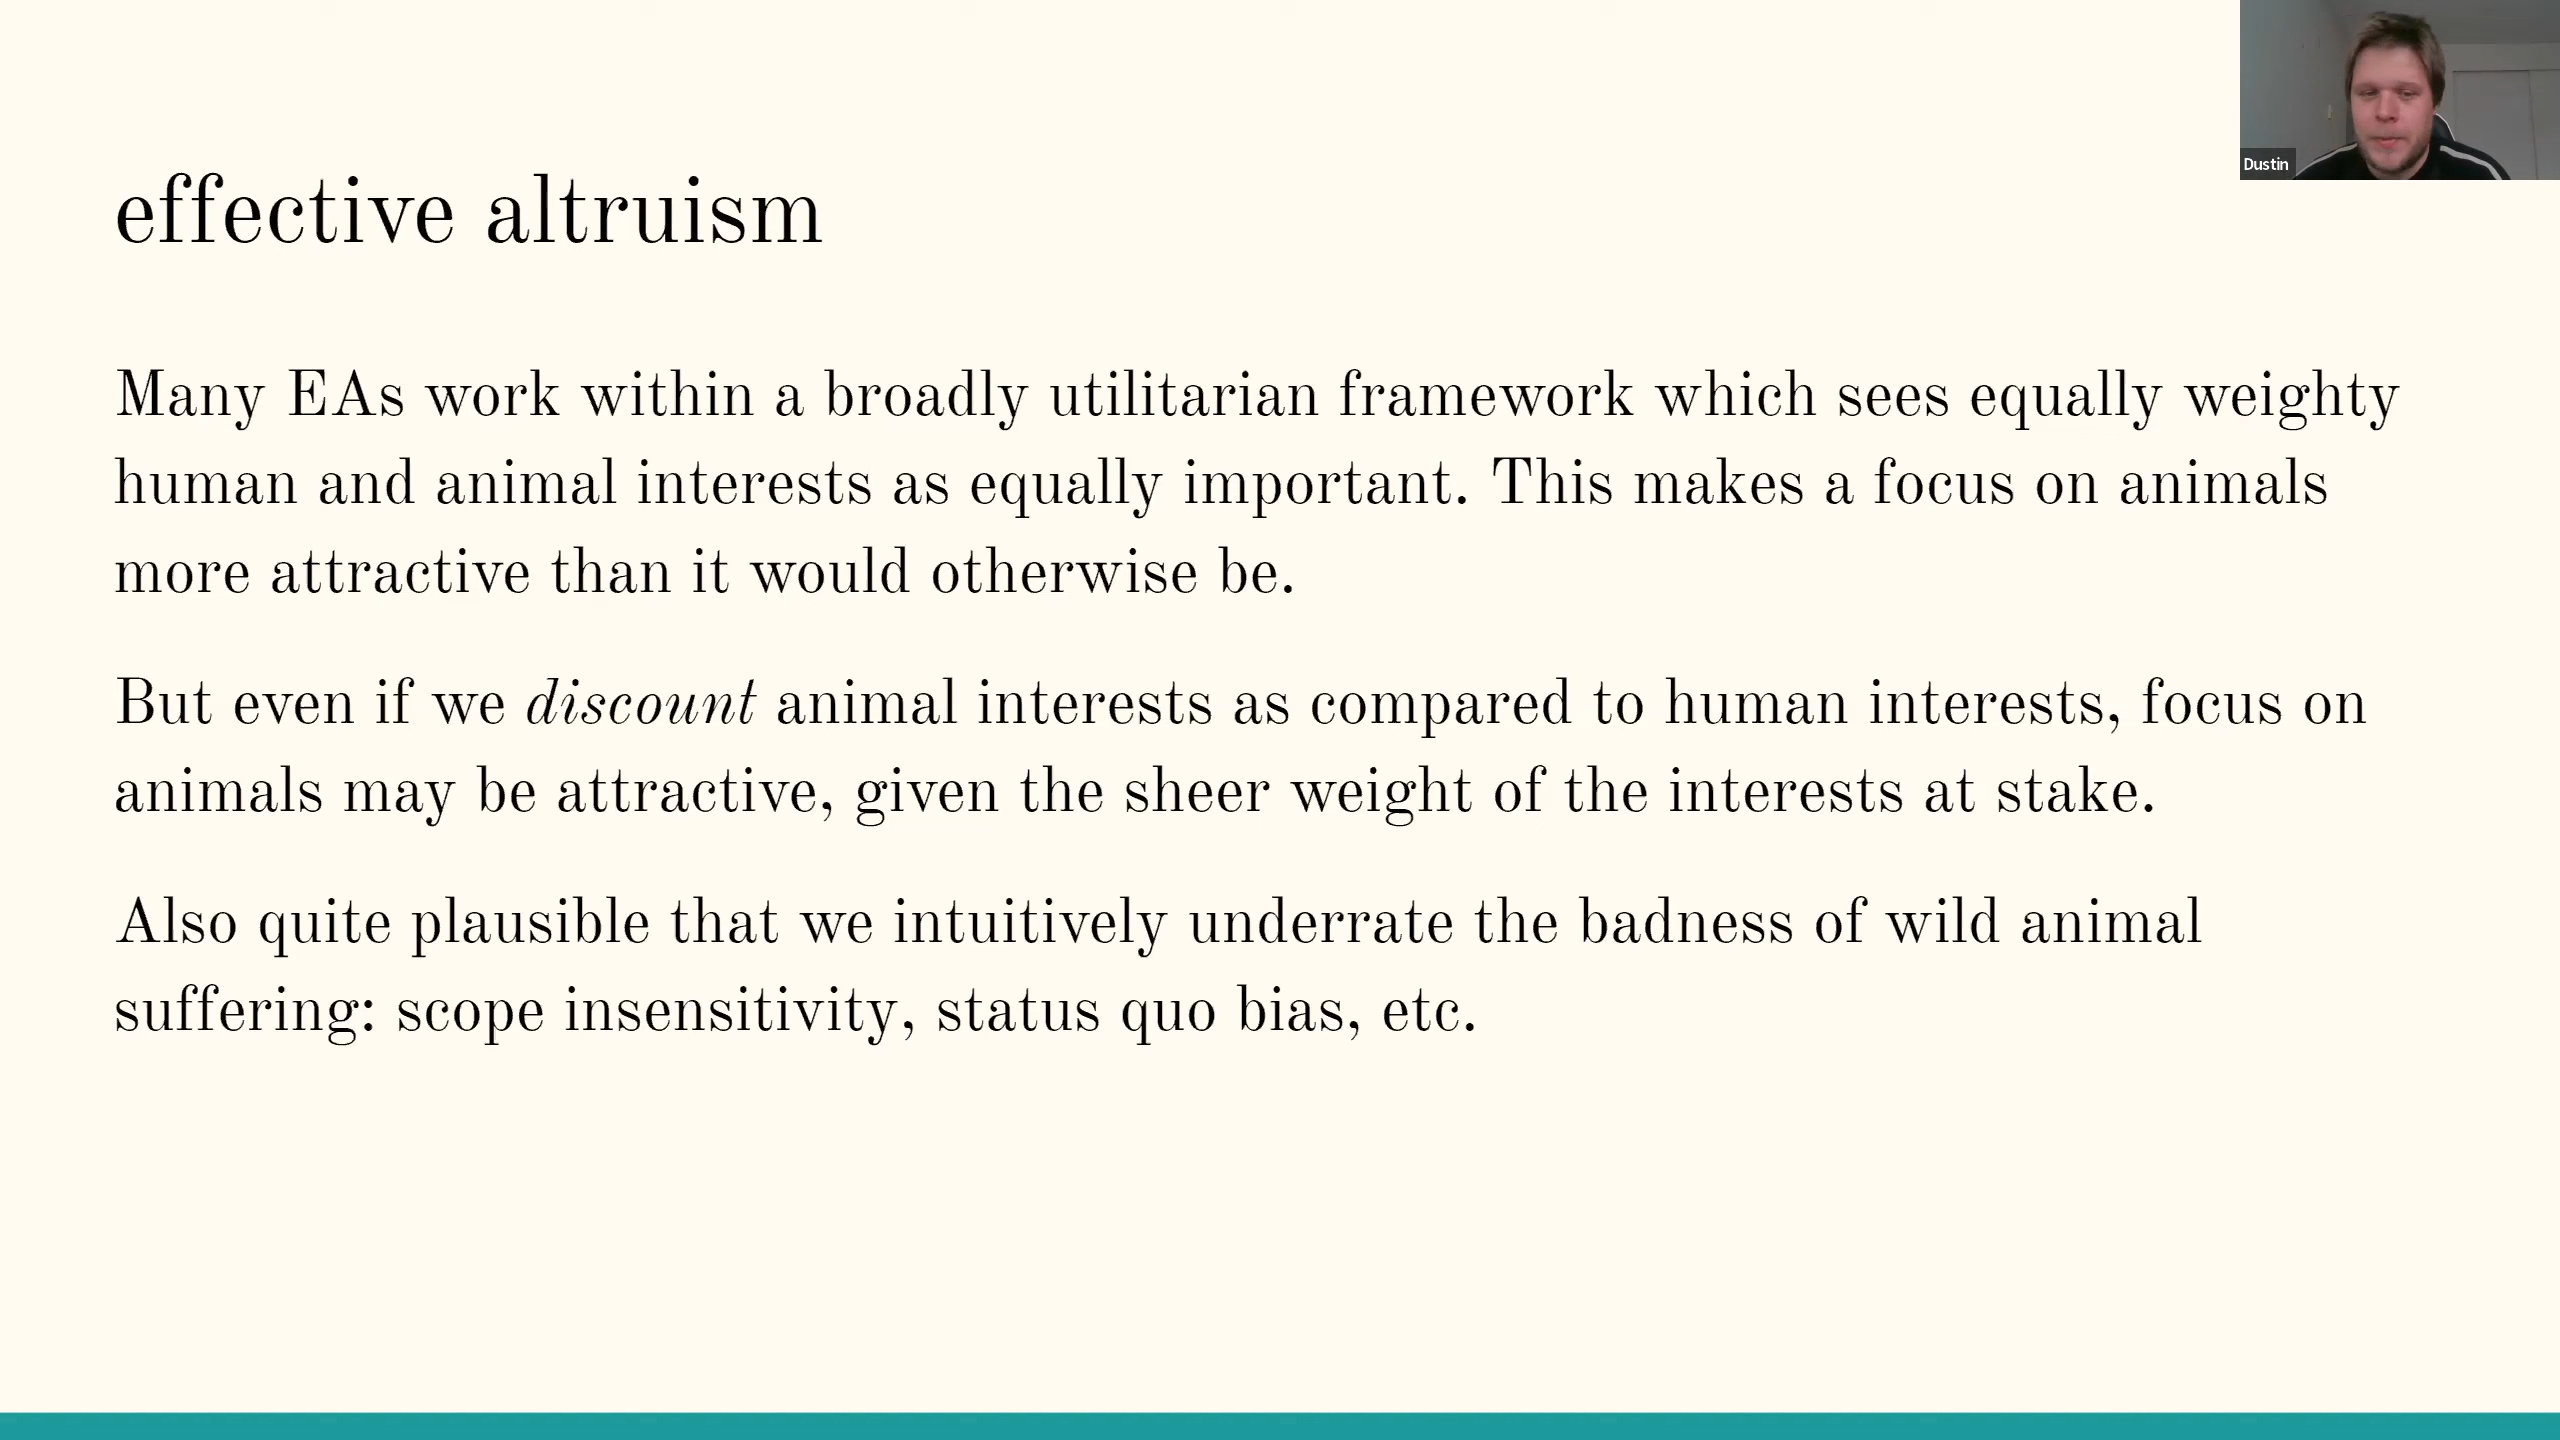 Dustin
effective altruism
Many EAs work within a broadly utilitarian framework which sees equally weighty
human and animal interests as equally important. This makes a focus on animals
more attractive than it would otherwise be.
But even if we discount animal interests as compared to human interests, focus on
animals may be attractive, given the sheer weight of the interests at stake.
Also quite plausible that we intuitively underrate the badness of wild animal
suffering: scope insensitivity, status quo bias, etc.